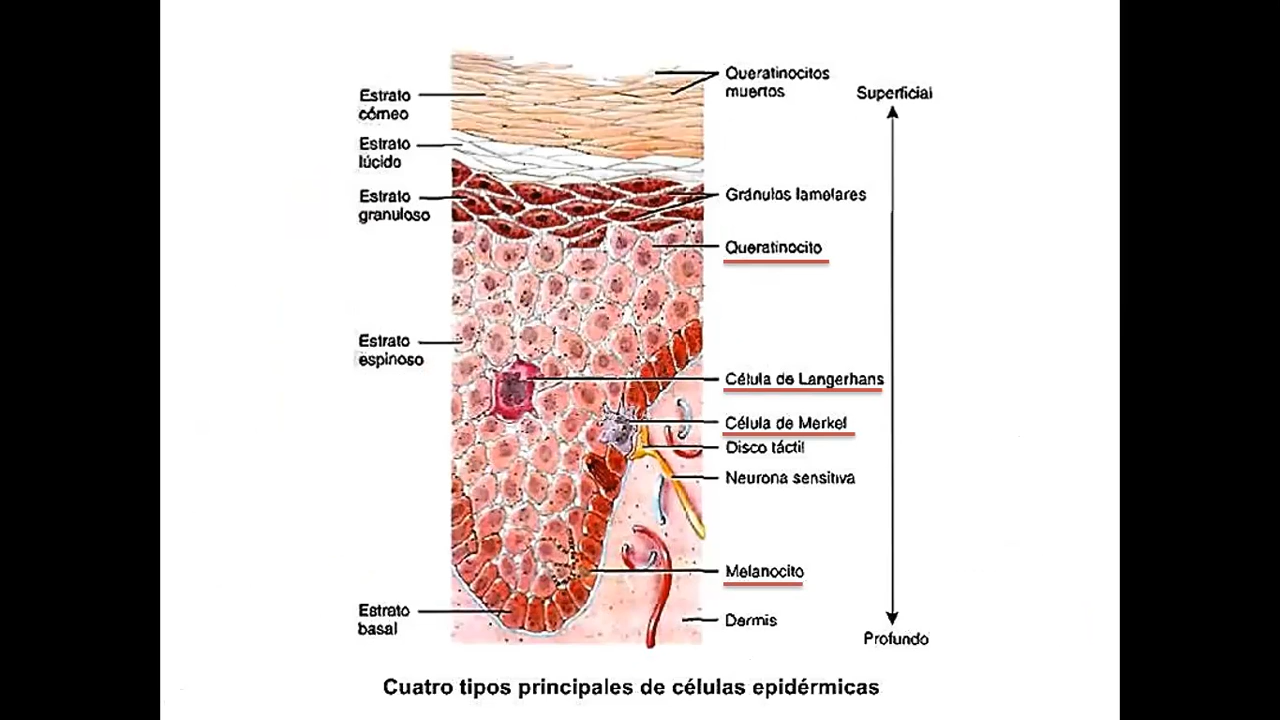 Estrato
córneo
Estrato
lúcido
Estrato
granuloso
Estrato
espinoso
Estrato
basal
Queratinocitos
muertos
Gránulos lamelares
Queratinocito
Célula de Langerhans
Célula de Merkel
Disco táctil
Neurona sensitiva
Melanocito
Dermis
Superficial
Profundo
Cuatro tipos principales de células epidérmicas